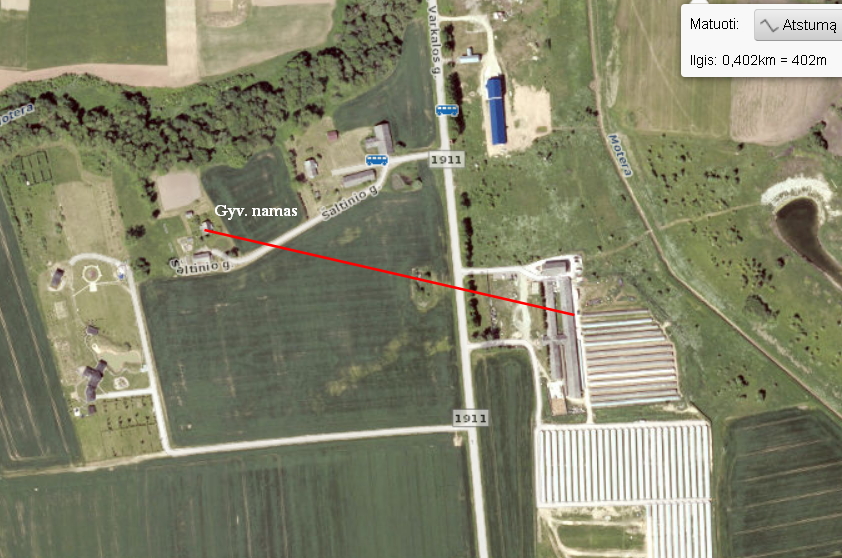 Matuoti:
Atstumą
Ilgis: 0,402km = 402m
Varkalos g.
Motera
Motera
1911
Šaltinio g.
Gyv. namas
Šaltinio g.
1911